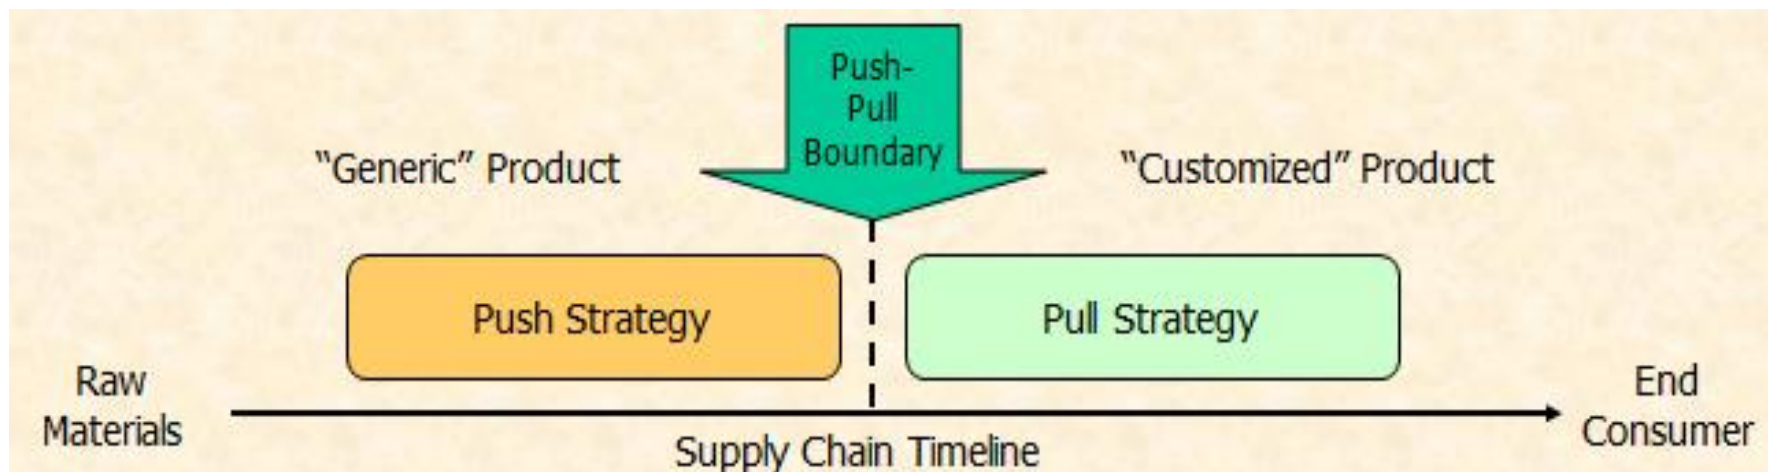 Push-
Pull
Boundary
“Generic” Product
“Customized” Product
Push Strategy
Pull Strategy
Raw
Materials
End
Consumer
Supply Chain Timeline